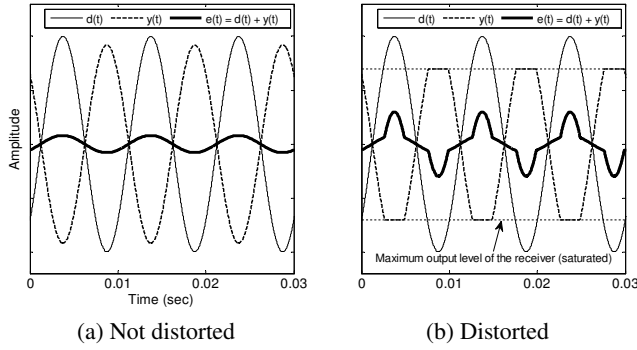 d(t) y(t) e(t) = d(t) + y(t)
Amplitude
0 0.01 0.02 0.03
Time (sec)
(a) Not distorted
d(t) y(t) e(t) = d(t) + y(t)
Maximum output level of the receiver (saturated)
0 0.01 0.02 0.03
(b) Distorted